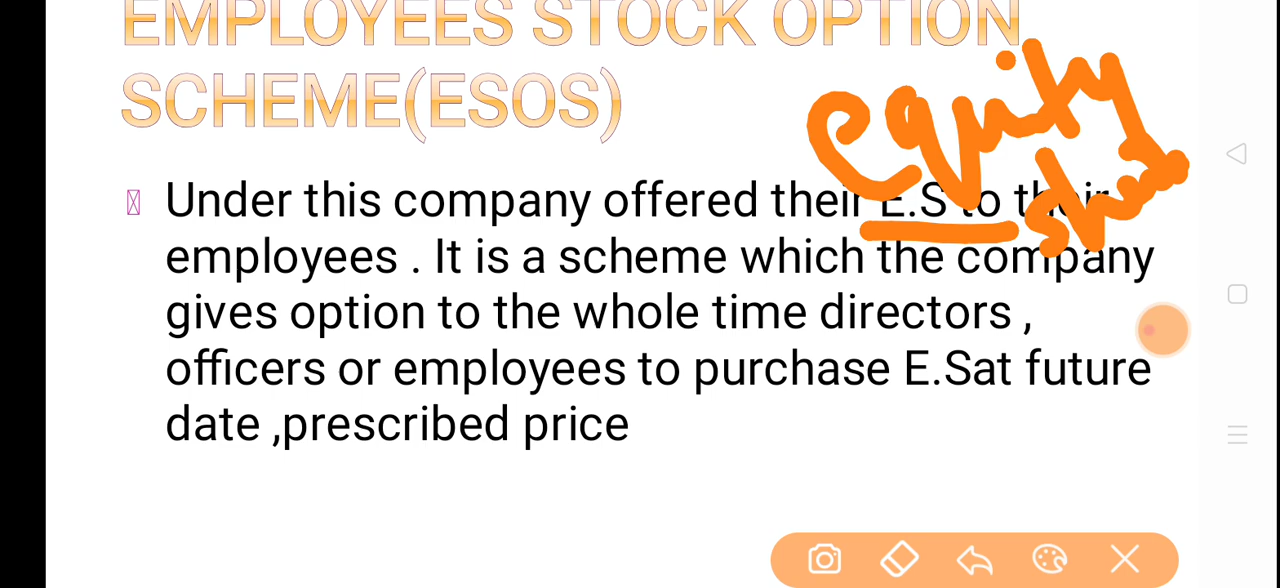 EMPLOYEES STOCK OPTION
SCHEME(ESOS)
equity
Under this company offered their E.S to their
employees . It is a scheme which the company
gives option to the whole time directors ,
officers or employees to purchase E.Sat future
date ,prescribed price